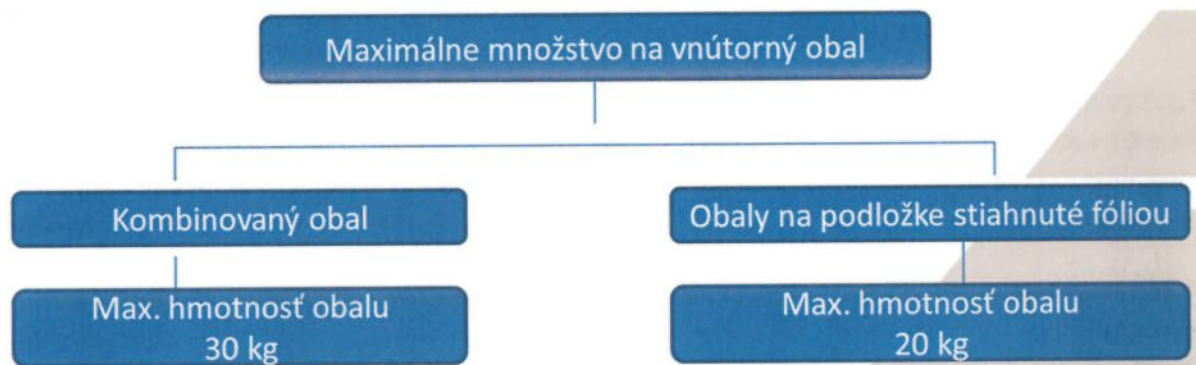 Maximálne množstvo na vnútorný obal
Kombinovaný obal
Obaly na podložke stiahnuté fóliou
Max. hmotnosť obalu
30 kg
Max. hmotnosť obalu
20 kg